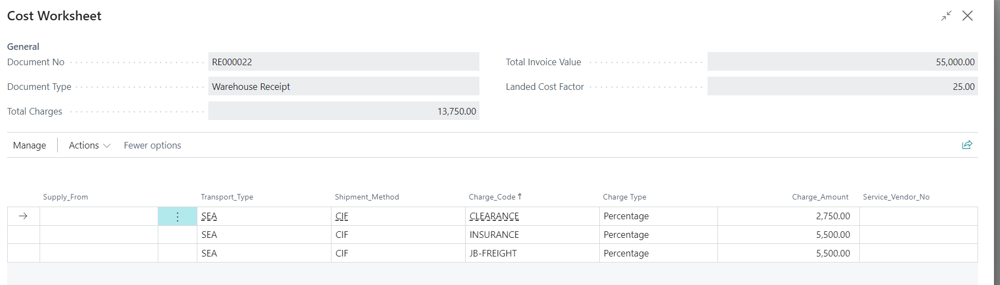 Cost Worksheet
General
Document No RE000022
Total Invoice Value 55,000.00
Document Type Warehouse Receipt
Landed Cost Factor 25.00
Total Charges 13,750.00
Manage Actions Fewer options
Supply_From Transport_Type Shipment_Method Charge_Code Charge Type Charge_Amount Service_Vendor_No
SEA CIF CLEARANCE Percentage 2,750.00
SEA CIF INSURANCE Percentage 5,500.00
SEA CIF JB-FREIGHT Percentage 5,500.00